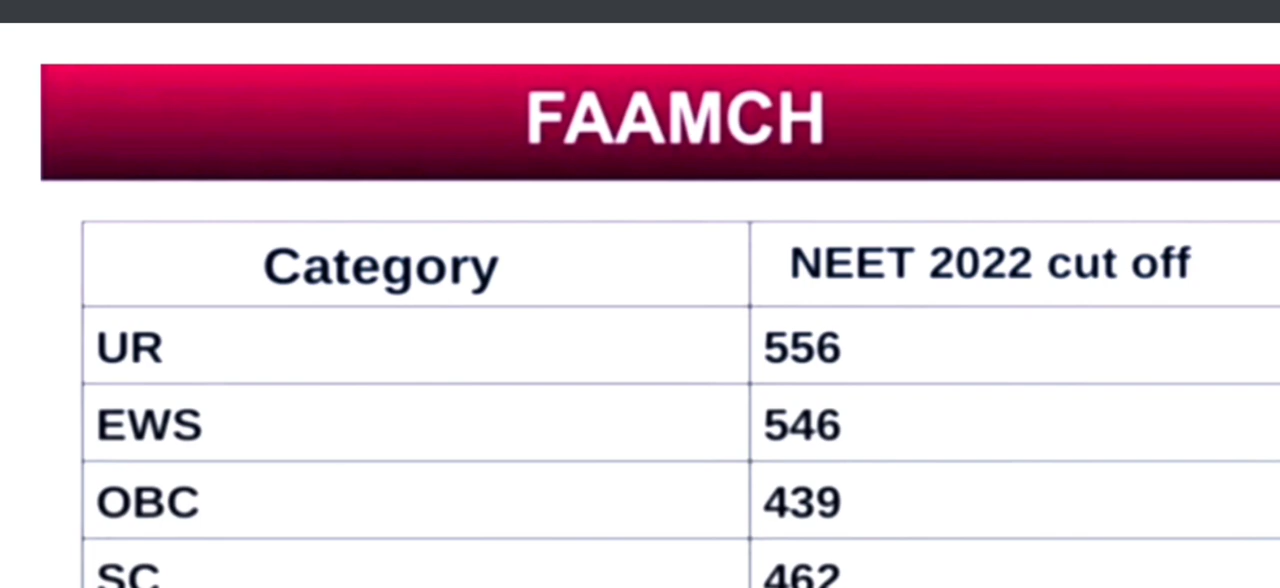 FAAMCH
Category NEET 2022 cut off
UR 556
EWS 546
OBC 439
SC 462